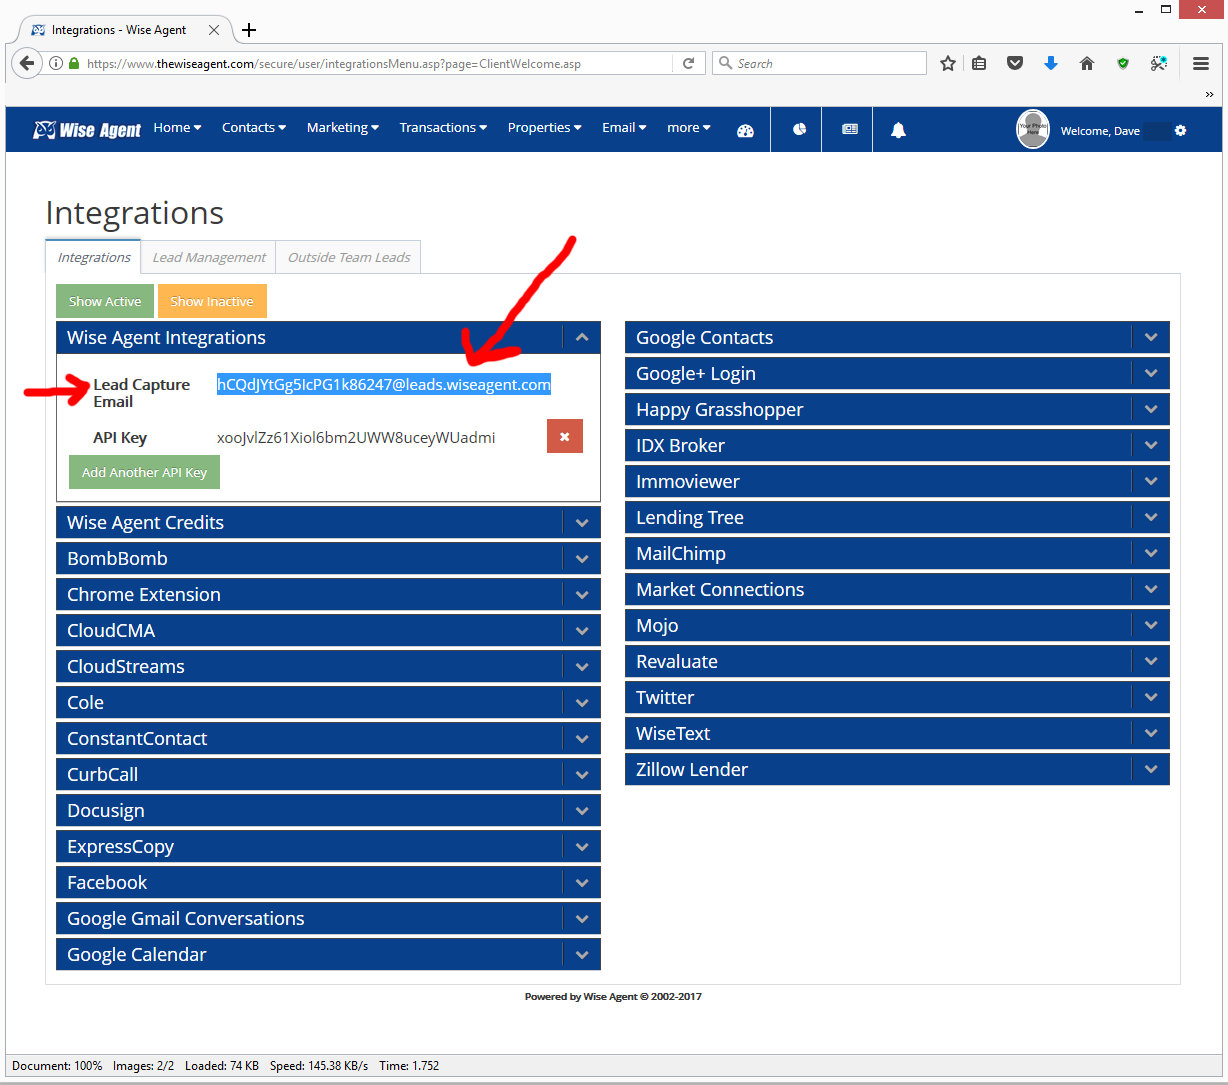 Integrations - Wise Agent
https://www.thewiseagent.com/secure/user/integrationsMenu.asp?page=ClientWelcome.asp
Search
Wise Agent Home Contacts Marketing Transactions Properties Email more
Your Photo Here
Welcome, Dave
Integrations
Integrations Lead Management Outside Team Leads
Show Active Show Inactive
Wise Agent Integrations
Lead Capture Email hCQdJYtGg5IcPG1k86247@leads.wiseagent.com
API Key xooJvlZz61Xiol6bm2UWW8uceyWUadmi
Add Another API Key
Wise Agent Credits
BombBomb
Chrome Extension
CloudCMA
CloudStreams
Cole
ConstantContact
CurbCall
Docusign
ExpressCopy
Facebook
Google Gmail Conversations
Google Calendar
Google Contacts
Google+ Login
Happy Grasshopper
IDX Broker
Immoviewer
Lending Tree
MailChimp
Market Connections
Mojo
Revaluate
Twitter
WiseText
Zillow Lender
Powered by Wise Agent © 2002-2017
Document: 100% Images: 2/2 Loaded: 74 KB Speed: 145.38 KB/s Time: 1.752